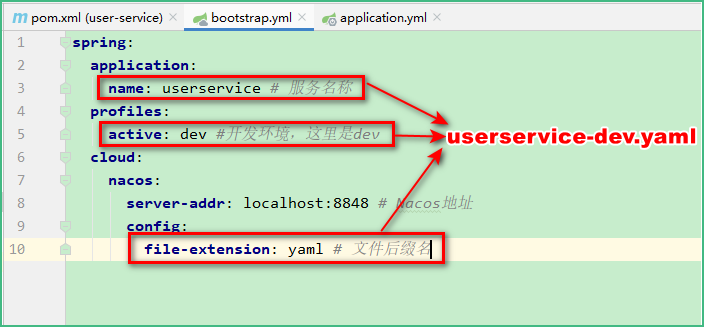 pom.xml (user-service)
bootstrap.yml
application.yml
1 spring:
2 application:
3 name: userservice # 服务名称
4 profiles:
5 active: dev #开发环境，这里是dev
userservice-dev.yaml
6 cloud:
7 nacos:
8 server-addr: localhost:8848 # Nacos地址
9 config:
10 file-extension: yaml # 文件后缀名